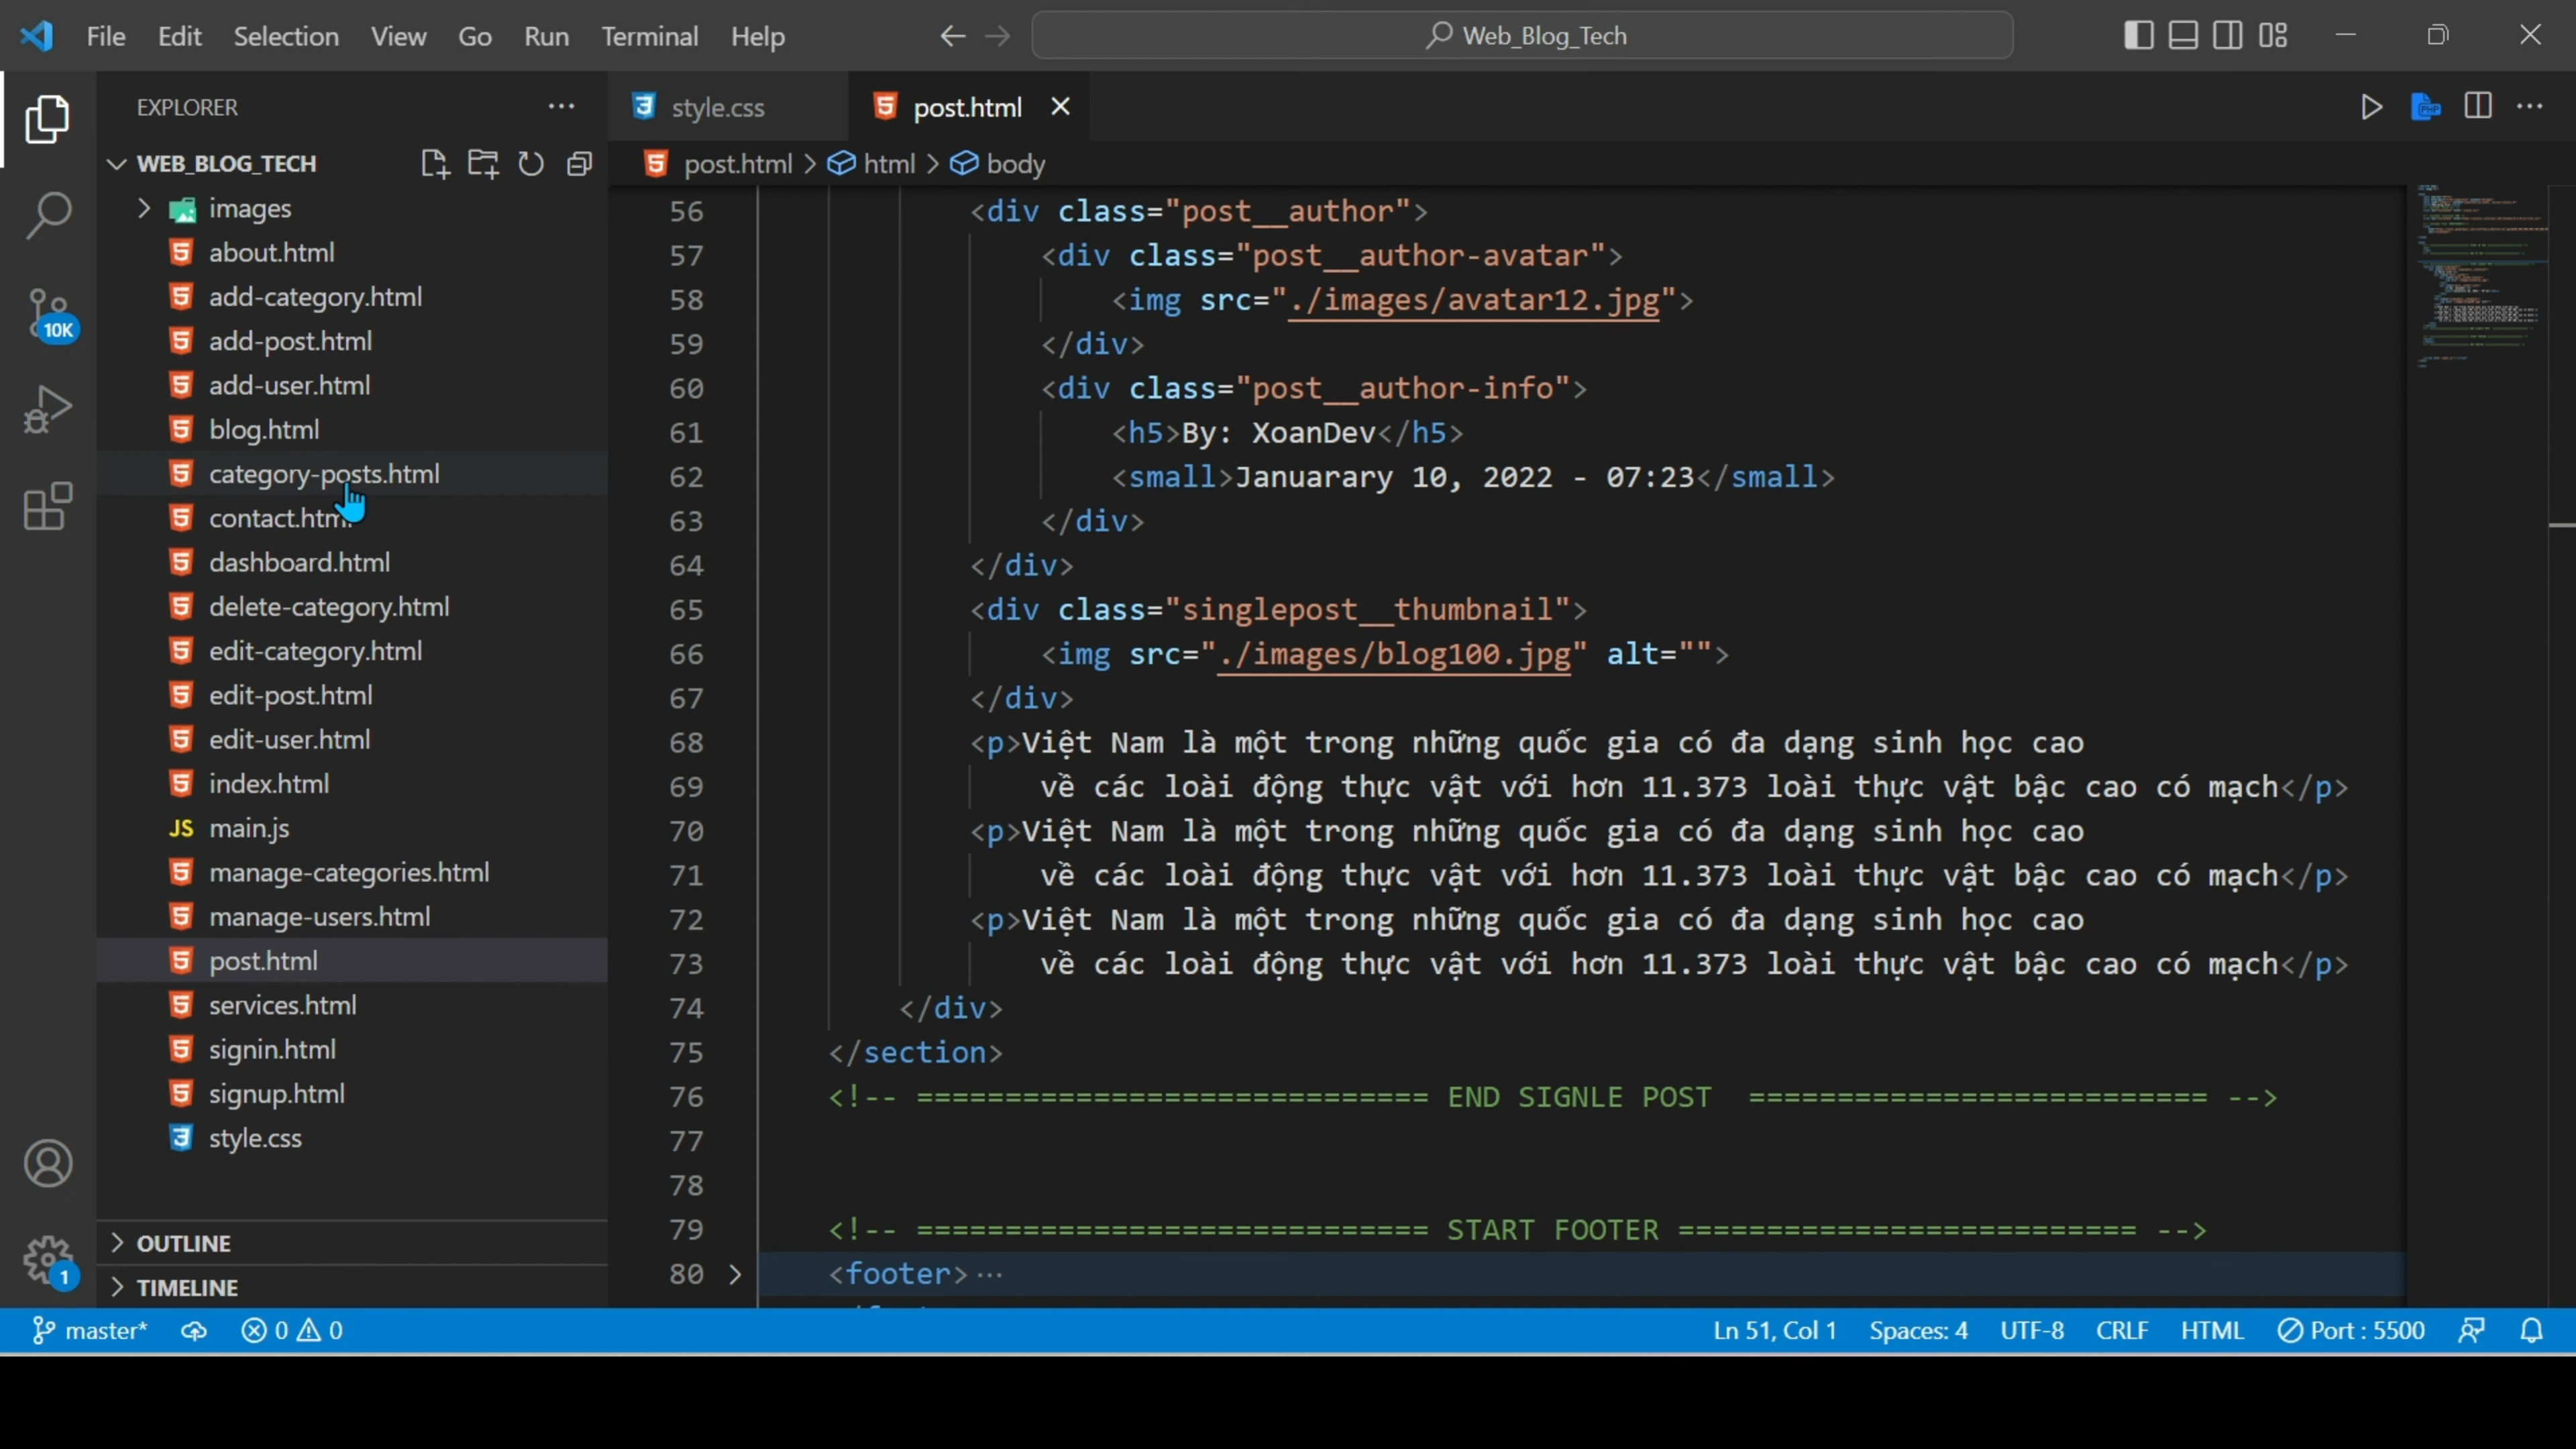 File Edit Selection View Go Run Terminal Help
Web_Blog_Tech
EXPLORER
WEB_BLOG_TECH
images
about.html
add-category.html
add-post.html
add-user.html
blog.html
category-posts.html
contact.html
dashboard.html
delete-category.html
edit-category.html
edit-post.html
edit-user.html
index.html
JS main.js
manage-categories.html
manage-users.html
post.html
services.html
signin.html
signup.html
style.css
OUTLINE
TIMELINE
10K
1
style.css
post.html
post.html > html > body
PHP
56 <div class="post__author">
57 <div class="post__author-avatar">
58 <img src="./images/avatar12.jpg">
59 </div>
60 <div class="post__author-info">
61 <h5>By: XoanDev</h5>
62 <small>Januarary 10, 2022 - 07:23</small>
63 </div>
64 </div>
65 <div class="singlepost__thumbnail">
66 <img src="./images/blog100.jpg" alt="">
67 </div>
68 <p>Việt Nam là một trong những quốc gia có đa dạng sinh học cao
69 về các loài động thực vật với hơn 11.373 loài thực vật bậc cao có mạch</p>
70 <p>Việt Nam là một trong những quốc gia có đa dạng sinh học cao
71 về các loài động thực vật với hơn 11.373 loài thực vật bậc cao có mạch</p>
72 <p>Việt Nam là một trong những quốc gia có đa dạng sinh học cao
73 về các loài động thực vật với hơn 11.373 loài thực vật bậc cao có mạch</p>
74 </div>
75 </section>
76 <!-- ============================= END SIGNLE POST ========================== -->
77
78
79 <!-- ============================= START FOOTER ========================== -->
80 <footer> ...
master* 0 0 Ln 51, Col 1 Spaces: 4 UTF-8 CRLF HTML Port : 5500